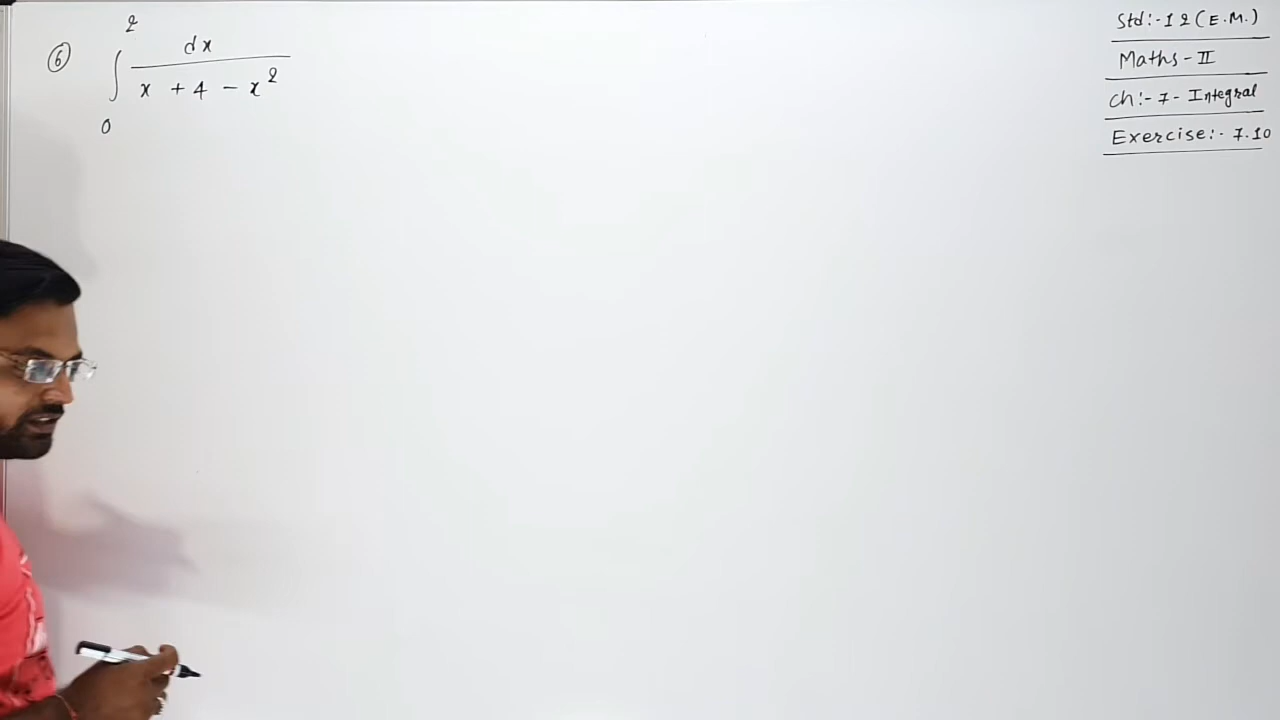 ⑥ ∫₀² dx / (x + 4 - x²)
Std:- 12 (E.M.)
Maths - II
Ch:- 7 - Integral
Exercise:- 7.10